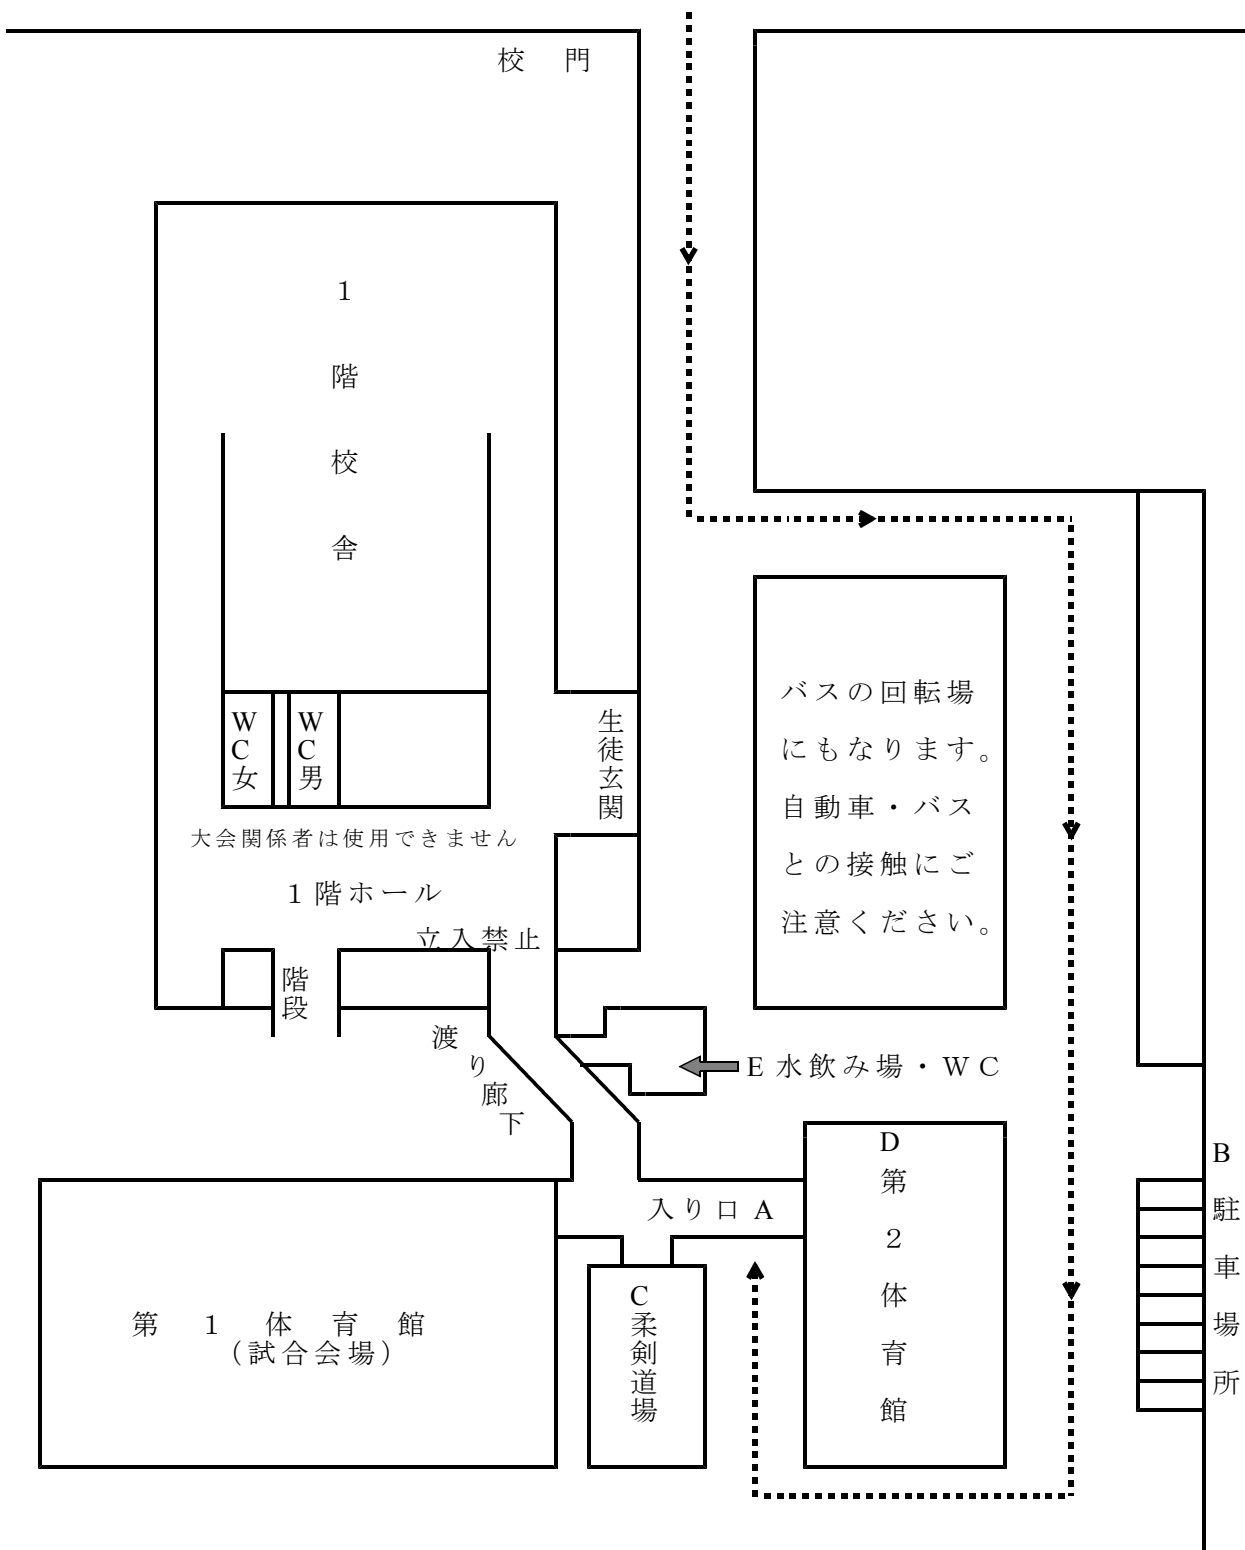 校　門
１階校舎
バスの回転場
にもなります。
自動車・バス
との接触にご
注意ください。
WC女
WC男
生徒玄関
大会関係者は使用できません
１階ホール
立入禁止
階段
渡り廊下
E 水飲み場・WC
B 駐車場所
D 第２体育館
入り口 A
C 柔剣道場
第　１　体　育　館
（試合会場）